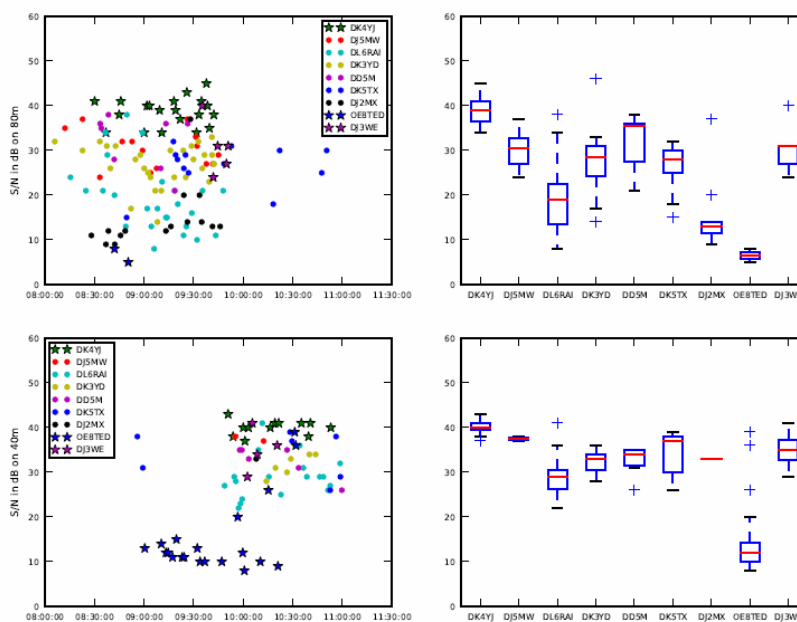 S/N in dB on 80m
60
50
40
30
20
10
0
08:00:00 08:30:00 09:00:00 09:30:00 10:00:00 10:30:00 11:00:00 11:30:00
DK4YJ
DJ5MW
DL6RAI
DK3YD
DD5M
DK5TX
DJ2MX
OE8TED
DJ3WE
60
50
40
30
20
10
0
DK4YJ DJ5MW DL6RAI DK3YD DD5M DK5TX DJ2MX OE8TED DJ3WE
S/N in dB on 40m
60
50
40
30
20
10
0
08:00:00 08:30:00 09:00:00 09:30:00 10:00:00 10:30:00 11:00:00 11:30:00
DK4YJ
DJ5MW
DL6RAI
DK3YD
DD5M
DK5TX
DJ2MX
OE8TED
DJ3WE
60
50
40
30
20
10
0
DK4YJ DJ5MW DL6RAI DK3YD DD5M DK5TX DJ2MX OE8TED DJ3WE